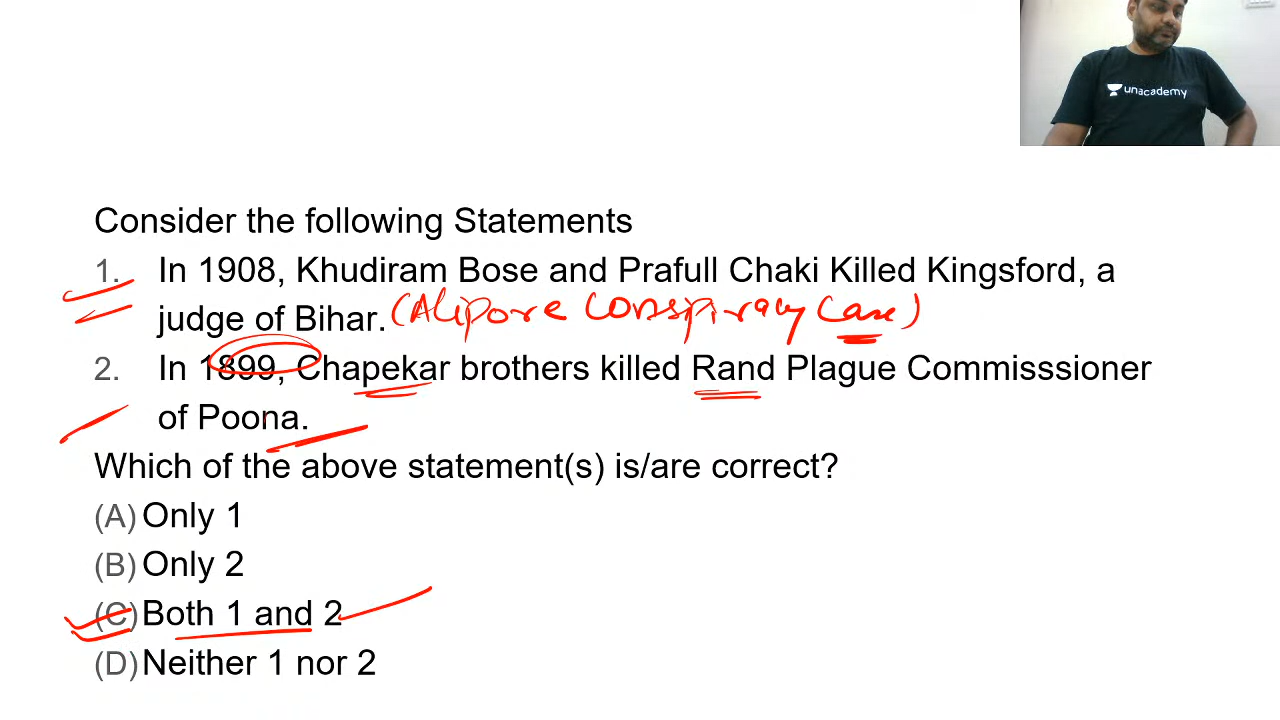 unacademy
Consider the following Statements
1. In 1908, Khudiram Bose and Prafull Chaki Killed Kingsford, a
judge of Bihar. (Alipore Conspiracy Case)
2. In 1899, Chapekar brothers killed Rand Plague Commisssioner
of Poona.
Which of the above statement(s) is/are correct?
(A) Only 1
(B) Only 2
(C) Both 1 and 2
(D) Neither 1 nor 2